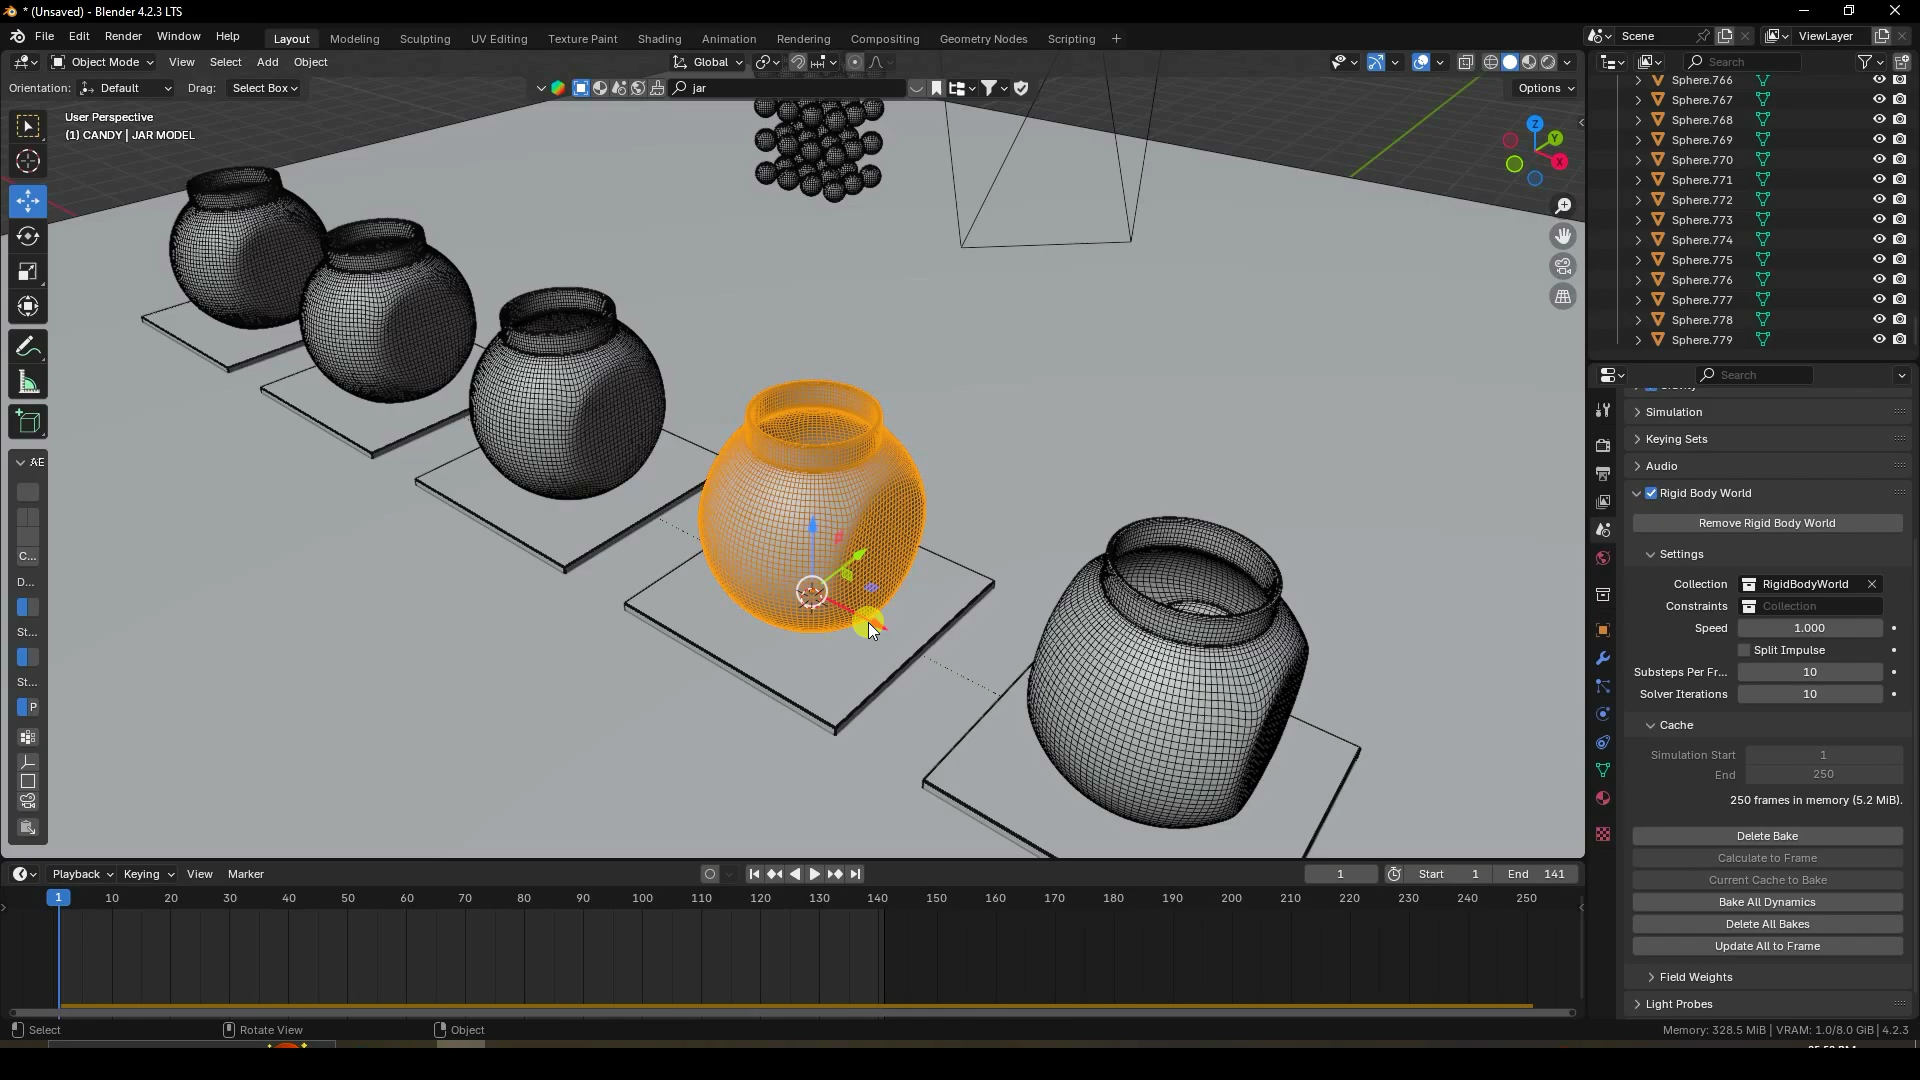 * (Unsaved) - Blender 4.2.3 LTS
File Edit Render Window Help
Layout Modeling Sculpting UV Editing Texture Paint Shading Animation Rendering Compositing Geometry Nodes Scripting +
Scene
ViewLayer
Object Mode View Select Add Object
Global
Search
Orientation: Default Drag: Select Box
jar
Options
User Perspective
(1) CANDY | JAR MODEL
Z
Y
X
Sphere.766
Sphere.767
Sphere.768
Sphere.769
Sphere.770
Sphere.771
Sphere.772
Sphere.773
Sphere.774
Sphere.775
Sphere.776
Sphere.777
Sphere.778
Sphere.779
Search
Simulation
Keying Sets
Audio
Rigid Body World
Remove Rigid Body World
Settings
Collection RigidBodyWorld
Constraints Collection
Speed 1.000
Split Impulse
Substeps Per Fr... 10
Solver Iterations 10
Cache
Simulation Start 1
End 250
250 frames in memory (5.2 MiB).
Delete Bake
Calculate to Frame
Current Cache to Bake
Bake All Dynamics
Delete All Bakes
Update All to Frame
Field Weights
Light Probes
AE
C...
D...
St...
St...
P
Playback Keying View Marker
1 Start 1 End 141
1 10 20 30 40 50 60 70 80 90 100 110 120 130 140 150 160 170 180 190 200 210 220 230 240 250
Select Rotate View Object
Memory: 328.5 MiB | VRAM: 1.0/8.0 GiB | 4.2.3